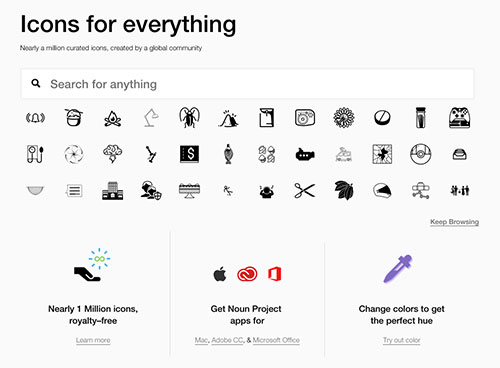 Icons for everything
Nearly a million curated icons, created by a global community
Search for anything
Keep Browsing
Nearly 1 Million icons,
royalty–free
Learn more
Get Noun Project
apps for
Mac, Adobe CC, & Microsoft Office
Change colors to get
the perfect hue
Try out color